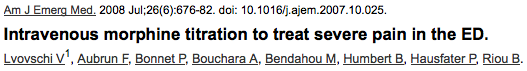 Am J Emerg Med. 2008 Jul;26(6):676-82. doi: 10.1016/j.ajem.2007.10.025.
Intravenous morphine titration to treat severe pain in the ED.
Lvovschi V1, Aubrun F, Bonnet P, Bouchara A, Bendahou M, Humbert B, Hausfater P, Riou B.